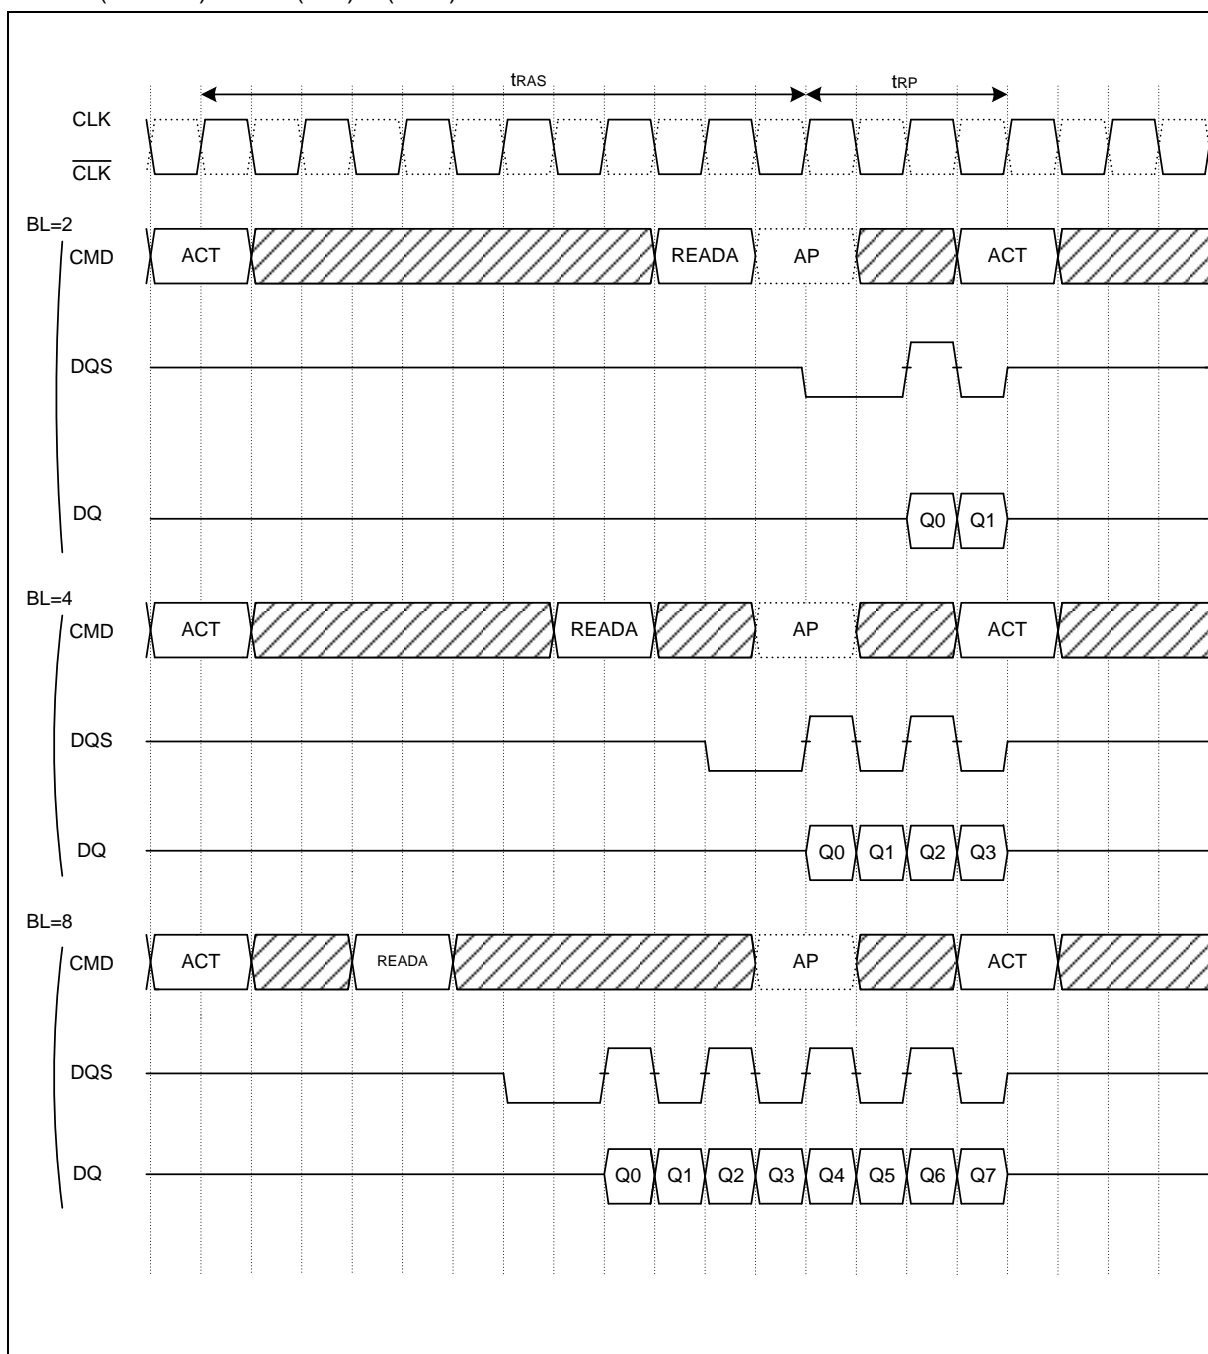 tRAS tRP
CLK
CLK
BL=2
CMD ACT READA AP ACT
DQS
DQ Q0 Q1
BL=4
CMD ACT READA AP ACT
DQS
DQ Q0 Q1 Q2 Q3
BL=8
CMD ACT READA AP ACT
DQS
DQ Q0 Q1 Q2 Q3 Q4 Q5 Q6 Q7